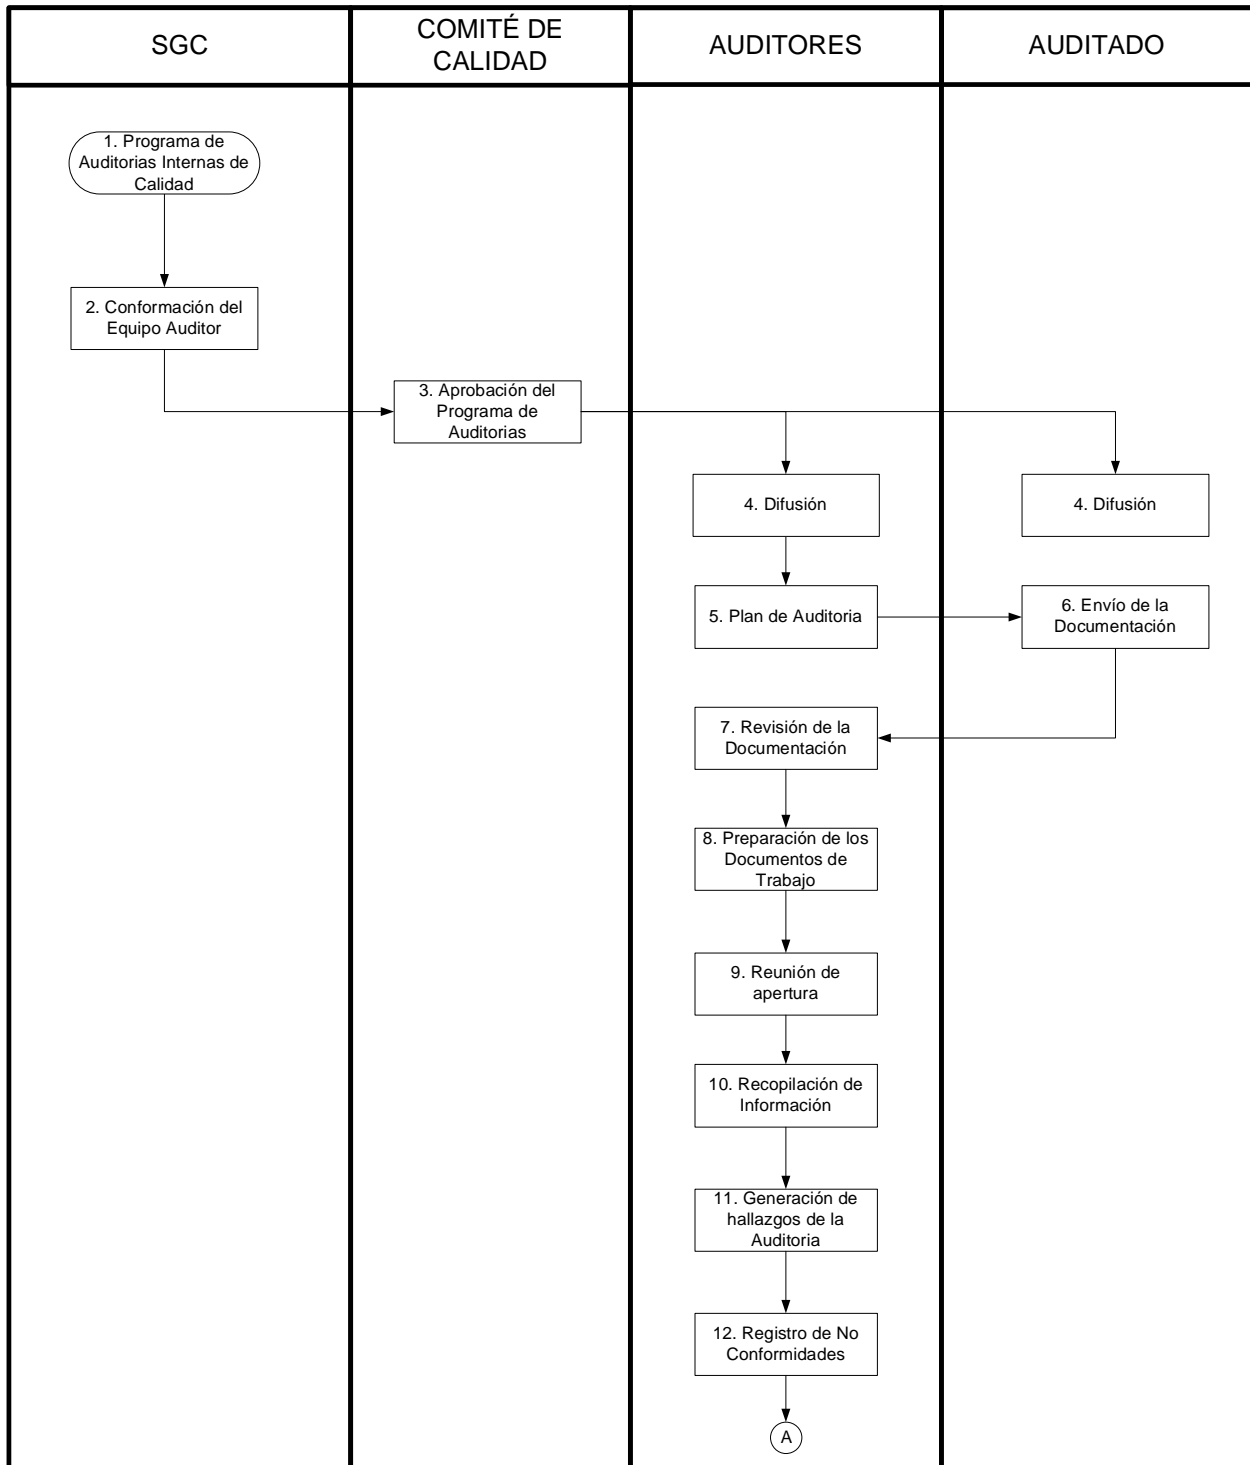 SGC
COMITÉ DE
CALIDAD
AUDITORES
AUDITADO
1. Programa de
Auditorias Internas de
Calidad
2. Conformación del
Equipo Auditor
3. Aprobación del
Programa de
Auditorias
4. Difusión
4. Difusión
5. Plan de Auditoria
6. Envío de la
Documentación
7. Revisión de la
Documentación
8. Preparación de los
Documentos de
Trabajo
9. Reunión de
apertura
10. Recopilación de
Información
11. Generación de
hallazgos de la
Auditoria
12. Registro de No
Conformidades
A